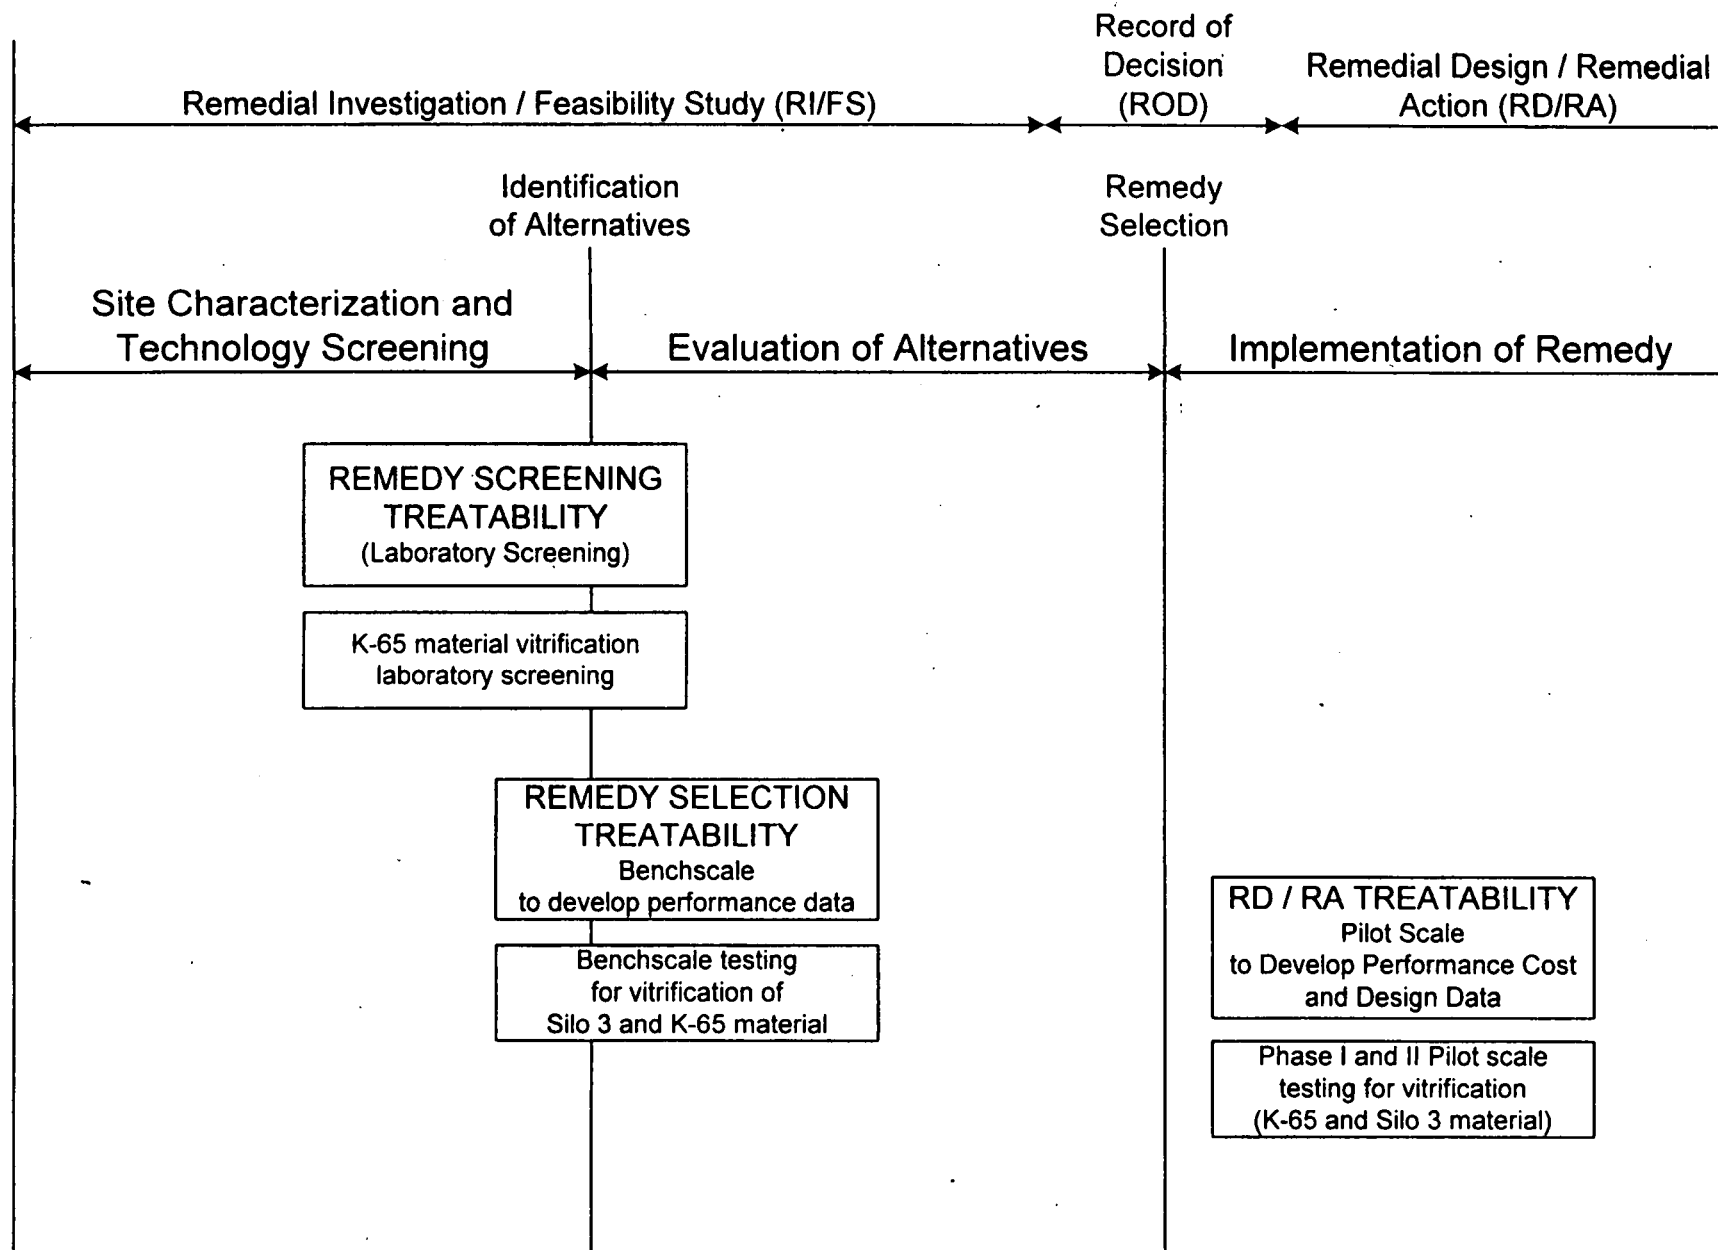 Remedial Investigation / Feasibility Study (RI/FS)
Record of
Decision
(ROD)
Remedial Design / Remedial
Action (RD/RA)
Identification
of Alternatives
Remedy
Selection
Site Characterization and
Technology Screening
Evaluation of Alternatives
Implementation of Remedy
REMEDY SCREENING
TREATABILITY
(Laboratory Screening)
K-65 material vitrification
laboratory screening
REMEDY SELECTION
TREATABILITY
Benchscale
to develop performance data
Benchscale testing
for vitrification of
Silo 3 and K-65 material
RD / RA TREATABILITY
Pilot Scale
to Develop Performance Cost
and Design Data
Phase I and II Pilot scale
testing for vitrification
(K-65 and Silo 3 material)